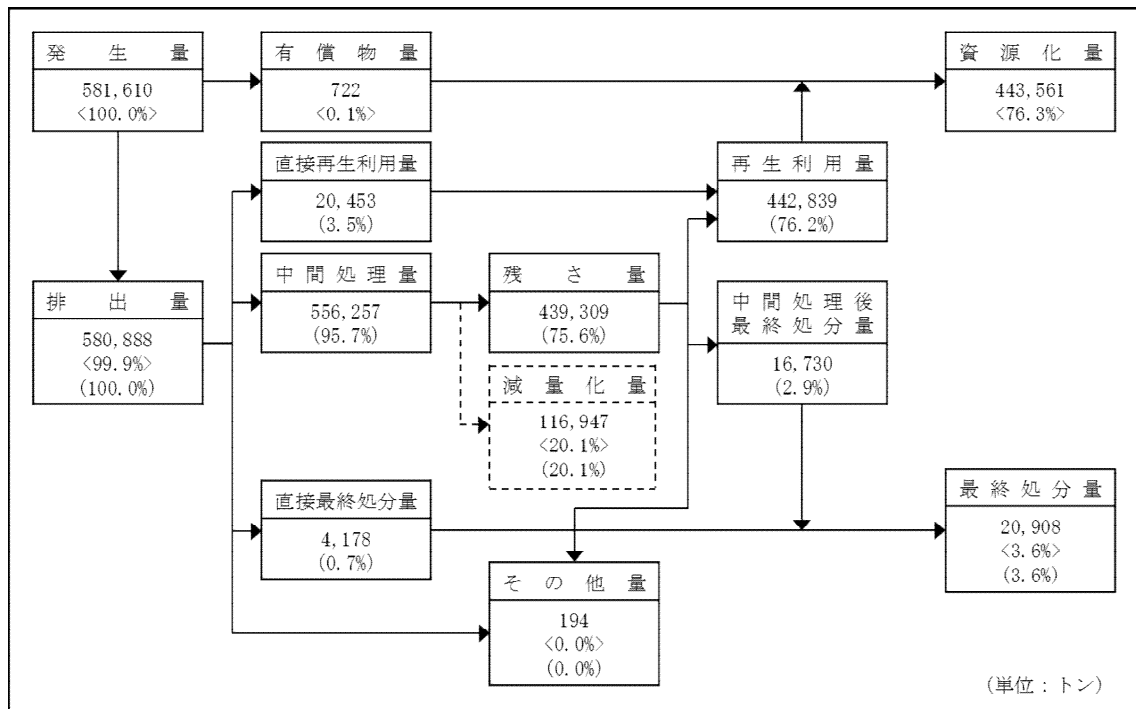 発生量
581,610
<100.0%>
有償物量
722
<0.1%>
資源化量
443,561
<76.3%>
直接再生利用量
20,453
(3.5%)
再生利用量
442,839
(76.2%)
排出量
580,888
<99.9%>
(100.0%)
中間処理量
556,257
(95.7%)
残さ量
439,309
(75.6%)
中間処理後
最終処分量
16,730
(2.9%)
減量化量
116,947
<20.1%>
(20.1%)
直接最終処分量
4,178
(0.7%)
最終処分量
20,908
<3.6%>
(3.6%)
その他量
194
<0.0%>
(0.0%)
(単位：トン)